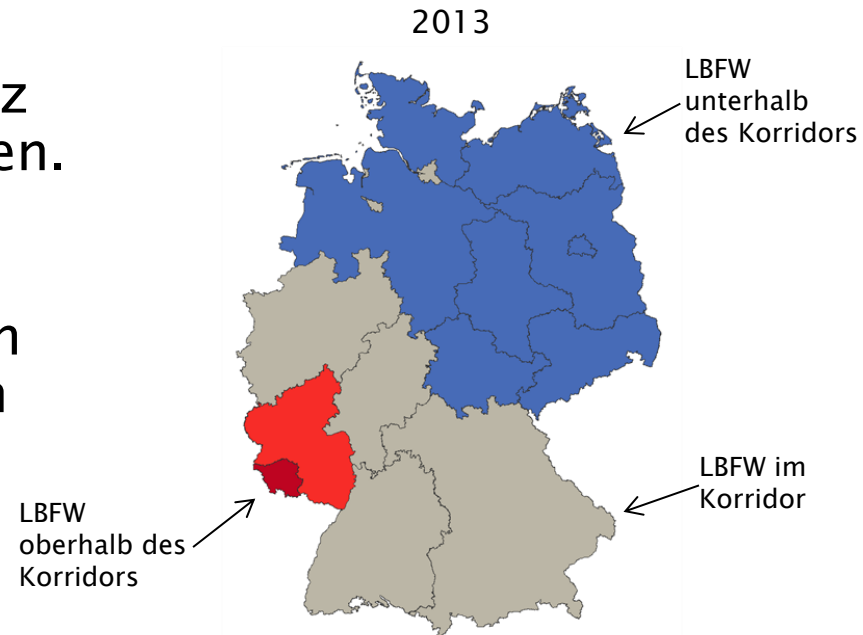 2013
z
en.
n
n
LBFW
unterhalb
des Korridors
LBFW im
Korridor
LBFW
oberhalb des
Korridors